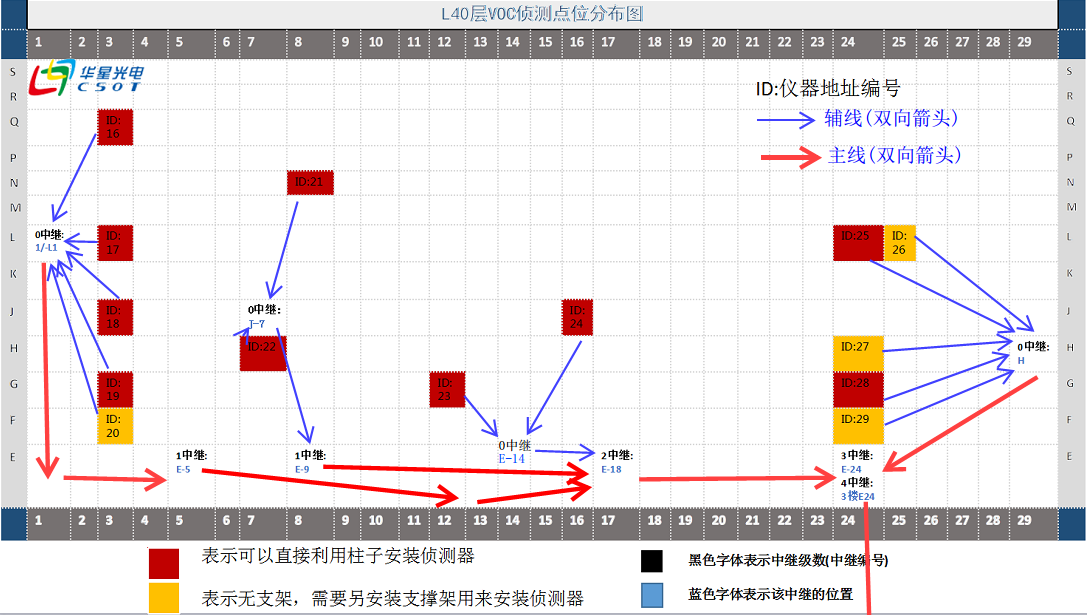 L40层VOC侦测点位分布图
1 2 3 4 5 6 7 8 9 10 11 12 13 14 15 16 17 18 19 20 21 22 23 24 25 26 27 28 29
S S
华星光电
CSOT
R R
ID:仪器地址编号
Q Q
ID:
16
辅线(双向箭头)
主线(双向箭头)
P P
N N
ID:21
M M
L L
0中继:
1/-L1
ID:
17
ID:25
ID:
26
K K
J J
ID:
18
0中继:
J-7
ID:
24
H H
ID:22
ID:27
0中继:
H
G G
ID:
19
ID:
23
ID:28
F F
ID:
20
ID:29
E E
1中继:
E-5
1中继:
E-9
0中继
E-14
2中继:
E-18
3中继:
E-24
4中继:
3楼E24
1 2 3 4 5 6 7 8 9 10 11 12 13 14 15 16 17 18 19 20 21 22 23 24 25 26 27 28 29
表示可以直接利用柱子安装侦测器
黑色字体表示中继级数(中继编号)
表示无支架，需要另安装支撑架用来安装侦测器
蓝色字体表示该中继的位置